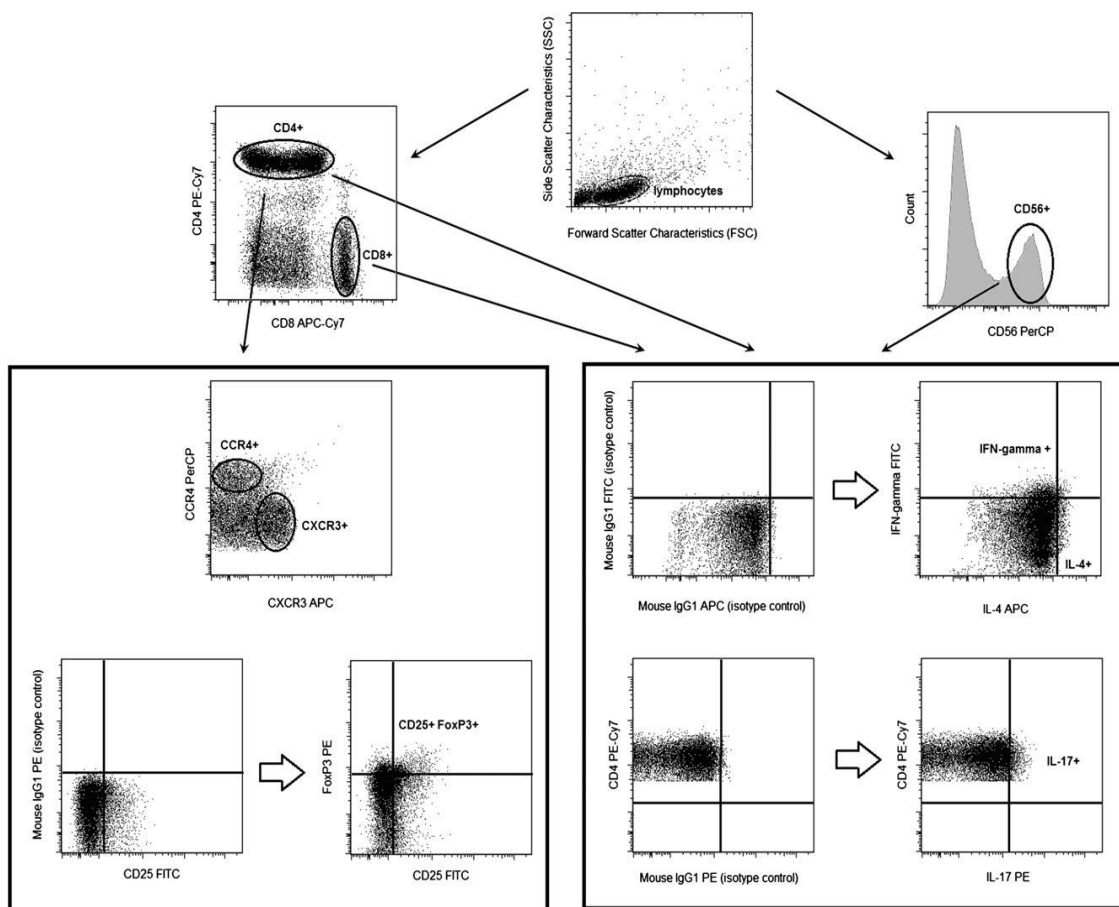 Side Scatter Characteristics (SSC)
lymphocytes
Forward Scatter Characteristics (FSC)
CD4 PE-Cy7
CD4+
CD8+
CD8 APC-Cy7
Count
CD56+
CD56 PerCP
CCR4 PerCP
CCR4+
CXCR3+
CXCR3 APC
Mouse IgG1 PE (isotype control)
CD25 FITC
FoxP3 PE
CD25+ FoxP3+
CD25 FITC
Mouse IgG1 FITC (isotype control)
Mouse IgG1 APC (isotype control)
IFN-gamma FITC
IFN-gamma +
IL-4+
IL-4 APC
CD4 PE-Cy7
Mouse IgG1 PE (isotype control)
CD4 PE-Cy7
IL-17+
IL-17 PE